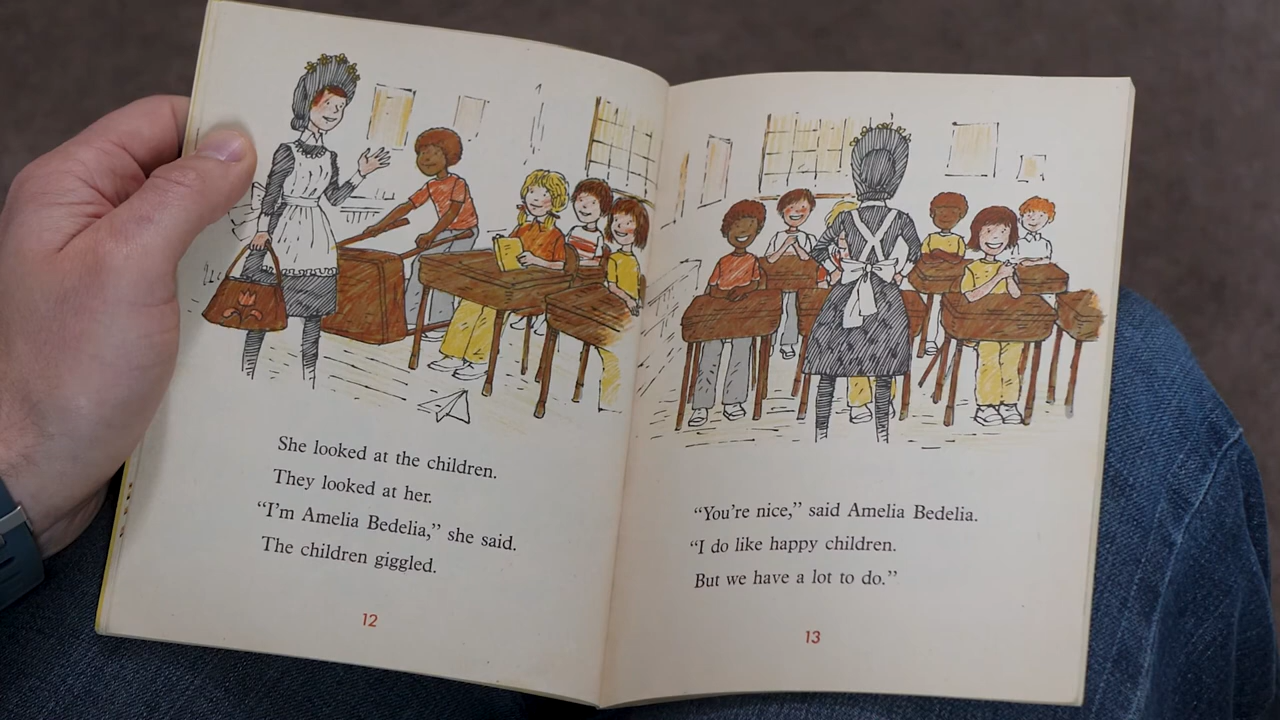 She looked at the children.
They looked at her.
“I’m Amelia Bedelia,” she said.
The children giggled.
12
“You’re nice,” said Amelia Bedelia.
“I do like happy children.
But we have a lot to do.”
13